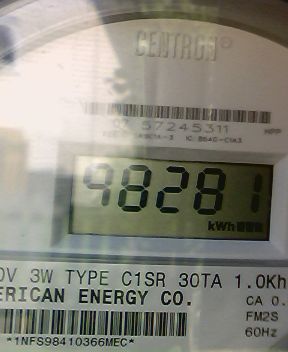 CENTRON®
57245311
98281
kWh
0V 3W TYPE C1SR 30TA 1.0Kh
ERICAN ENERGY CO.
CA 0.
FM2S
*1NFS98410366MEC*
60Hz